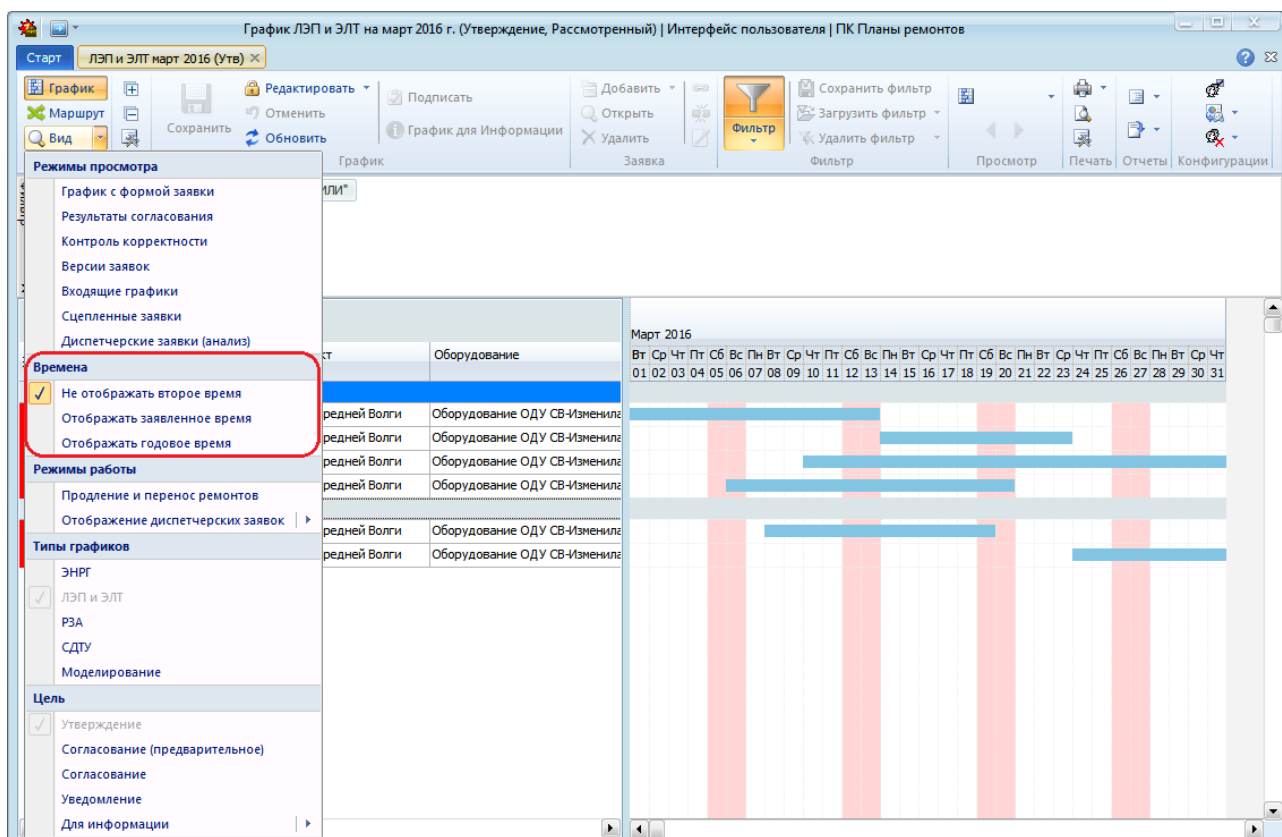 График ЛЭП и ЭЛТ на март 2016 г. (Утверждение, Рассмотренный) | Интерфейс пользователя | ПК Планы ремонтов
Старт ЛЭП и ЭЛТ март 2016 (Утв)
График Редактировать Добавить Сохранить фильтр
Подписать
Маршрут Отменить Открыть Загрузить фильтр
Сохранить График для Информации Фильтр
Вид Обновить Удалить Удалить фильтр
График Заявка Фильтр Просмотр Печать Отчеты Конфигурации
Режимы просмотра
График с формой заявки
ИЛИ"
Результаты согласования
Контроль корректности
Версии заявок
Входящие графики
Сцепленные заявки
Март 2016
Диспетчерские заявки (анализ)
кт Оборудование Вт Ср Чт Пт Сб Вс Пн Вт Ср Чт Пт Сб Вс Пн Вт Ср Чт Пт Сб Вс Пн Вт Ср Чт Пт Сб Вс Пн Вт Ср Чт
Времена
01 02 03 04 05 06 07 08 09 10 11 12 13 14 15 16 17 18 19 20 21 22 23 24 25 26 27 28 29 30 31
Не отображать второе время
Отображать заявленное время редней Волги Оборудование ОДУ СВ-Изменила
Отображать годовое время редней Волги Оборудование ОДУ СВ-Изменила
Режимы работы редней Волги Оборудование ОДУ СВ-Изменила
Продление и перенос ремонтов редней Волги Оборудование ОДУ СВ-Изменила
Отображение диспетчерских заявок
редней Волги Оборудование ОДУ СВ-Изменила
Типы графиков редней Волги Оборудование ОДУ СВ-Изменила
ЭНРГ
ЛЭП и ЭЛТ
РЗА
СДТУ
Моделирование
Цель
Утверждение
Согласование (предварительное)
Согласование
Уведомление
Для информации